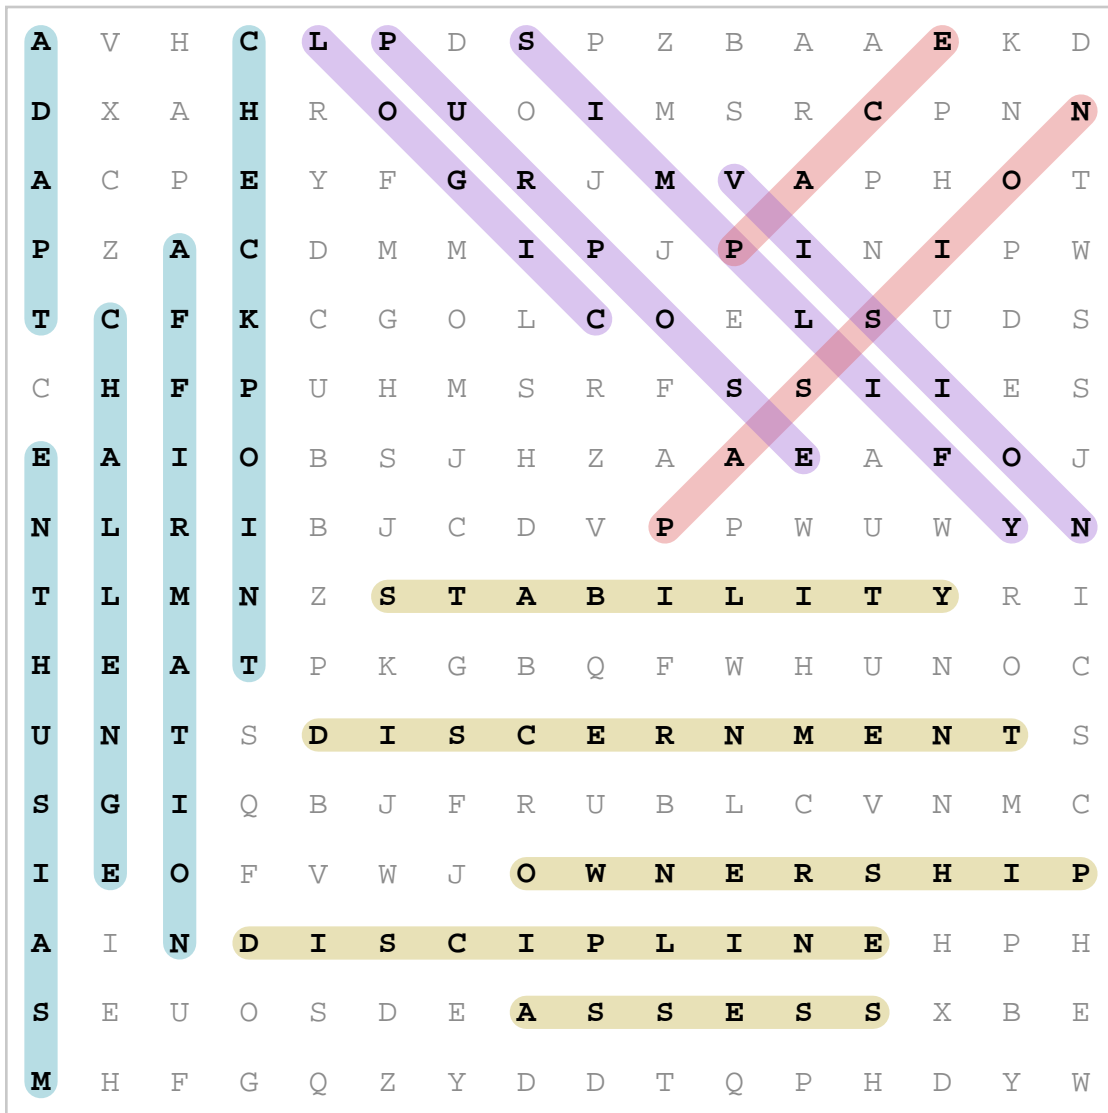 A V H C L P D S P Z B A A E K D
D X A H R O U O I M S R C P N N
A C P E Y F G R J M V A P H O T
P Z A C D M M I P J P I N I P W
T C F K C G O L C O E L S U D S
C H F P U H M S R F S S I I E S
E A I O B S J H Z A A E A F O J
N L R I B J C D V P P W U W Y N
T L M N Z S T A B I L I T Y R I
H E A T P K G B Q F W H U N O C
U N T S D I S C E R N M E N T S
S G I Q B J F R U B L C V N M C
I E O F V W J O W N E R S H I P
A I N D I S C I P L I N E H P H
S E U O S D E A S S E S S X B E
M H F G Q Z Y D D T Q P H D Y W